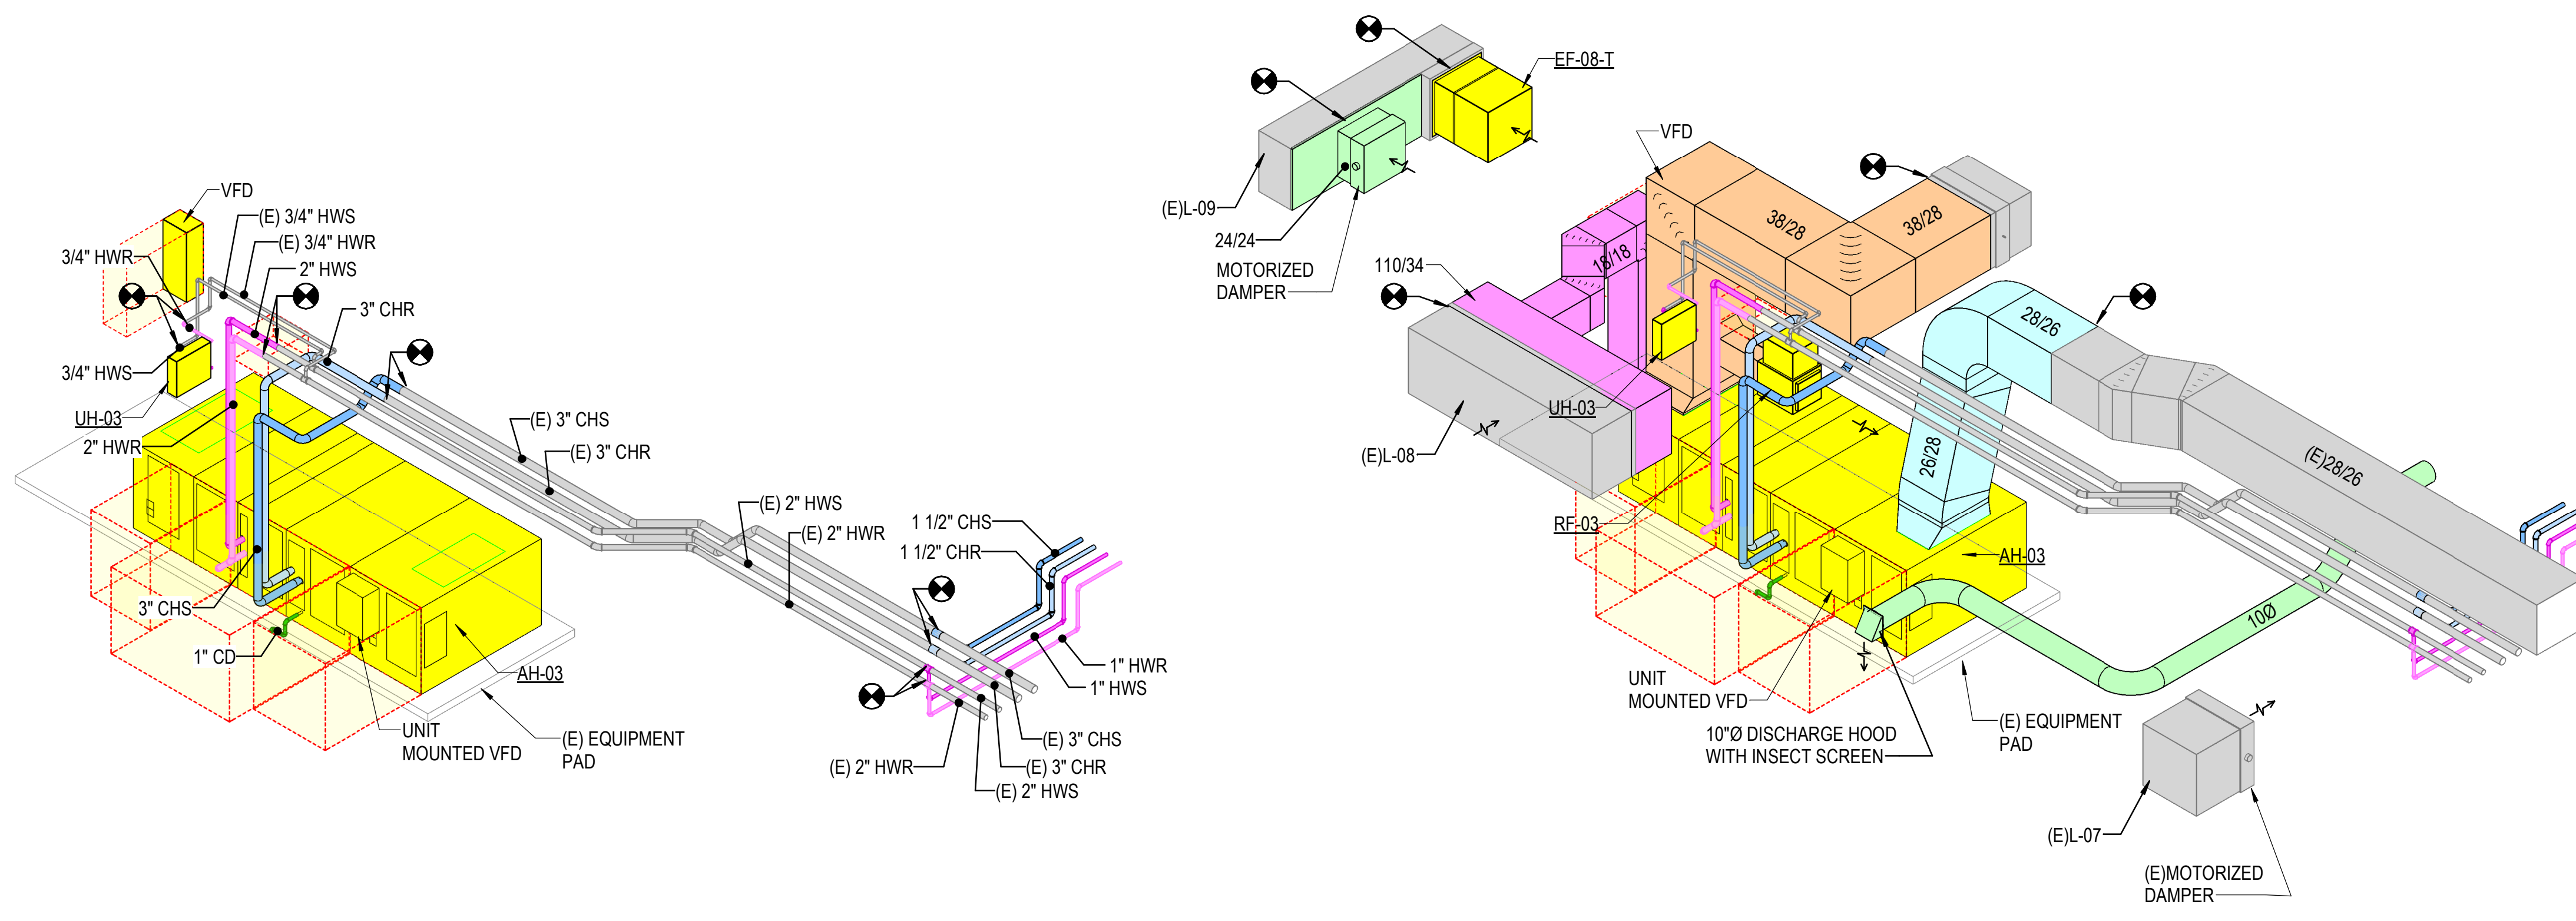 VFD
(E) 3/4" HWS
(E) 3/4" HWR
3/4" HWR
2" HWS
3" CHR
3/4" HWS
UH-03
2" HWR
(E) 3" CHS
(E) 3" CHR
(E) 2" HWS
(E) 2" HWR
1 1/2" CHS
1 1/2" CHR
3" CHS
1" CD
AH-03
UNIT
MOUNTED VFD
(E) EQUIPMENT
PAD
1" HWR
1" HWS
(E) 3" CHS
(E) 2" HWR
(E) 3" CHR
(E) 2" HWS
EF-08-T
VFD
(E)L-09
24/24
MOTORIZED
DAMPER
38/28
38/28
18/18
110/34
28/26
UH-03
(E)L-08
26/28
(E)28/26
RF-03
AH-03
10Ø
UNIT
MOUNTED VFD
10"Ø DISCHARGE HOOD
WITH INSECT SCREEN
(E) EQUIPMENT
PAD
(E)L-07
(E)MOTORIZED
DAMPER